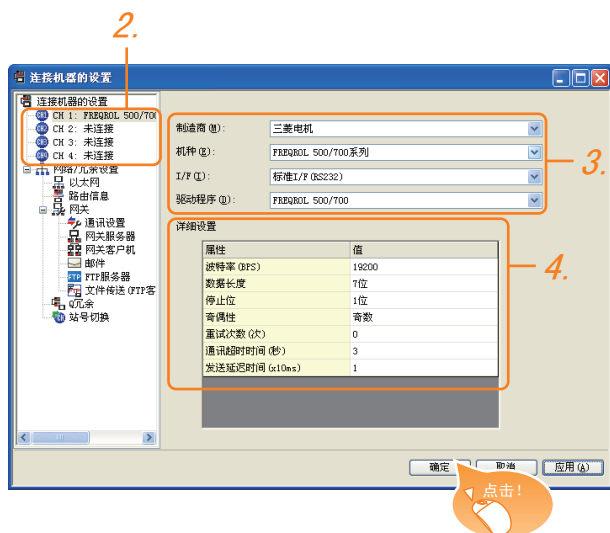 2.
连接机器的设置
连接机器的设置
CH 1: FREQROL 500/70
CH 2: 未连接
CH 3: 未连接
CH 4: 未连接
网络/冗余设置
以太网
路由信息
网关
通讯设置
网关服务器
网关客户机
邮件
FTP服务器
文件传送(FTP客
Q冗余
站号切换
制造商(M):
三菱电机
机种(E):
FREQROL 500/700系列
I/F(I):
标准I/F(RS232)
驱动程序(D):
FREQROL 500/700
3.
详细设置
属性 值
波特率(BPS) 19200
数据长度 7位
停止位 1位
奇偶性 奇数
重试次数(次) 0
通讯超时时间(秒) 3
发送延迟时间(x10ms) 1
4.
确定 取消 应用(A)
点击!